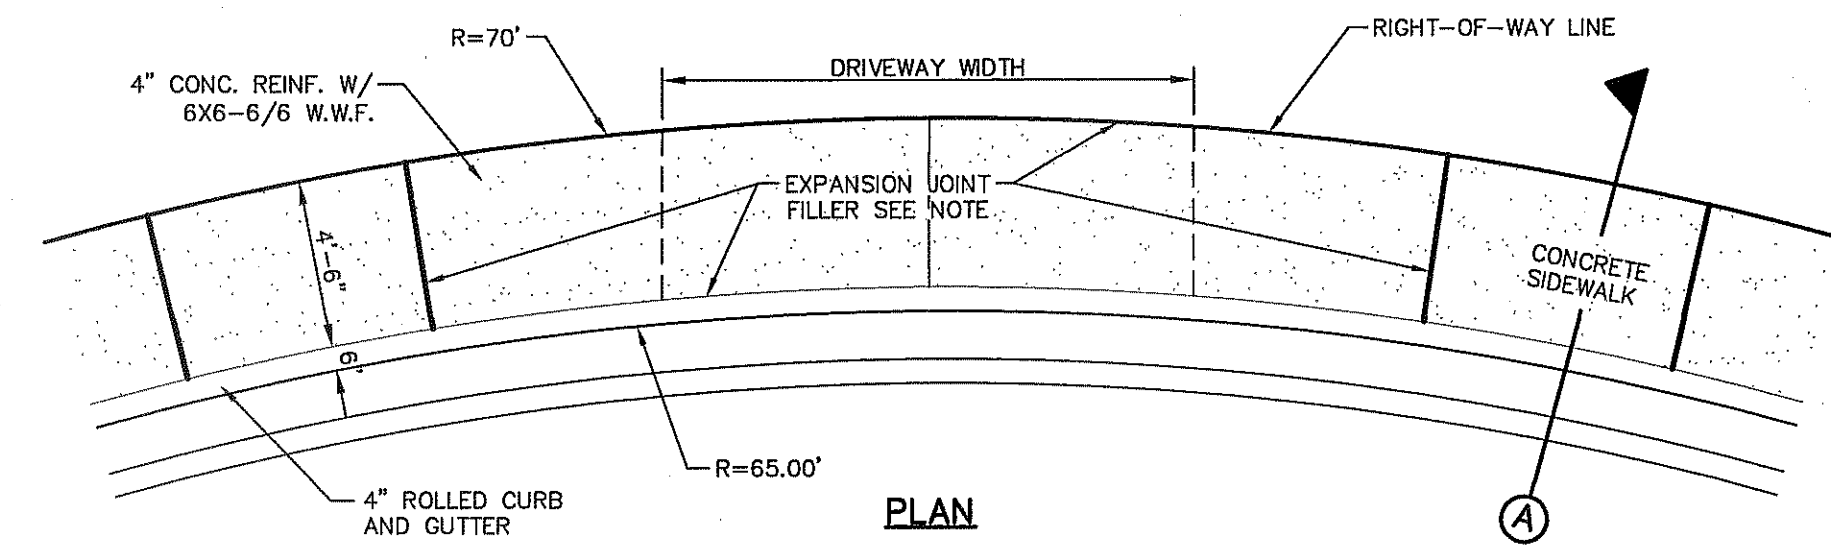 R=70'
RIGHT-OF-WAY LINE
DRIVEWAY WIDTH
4" CONC. REINF. W/
6X6-6/6 W.W.F.
EXPANSION JOINT
FILLER SEE NOTE
4'-6"
6"
CONCRETE
SIDEWALK
R=65.00'
4" ROLLED CURB
AND GUTTER
PLAN
A